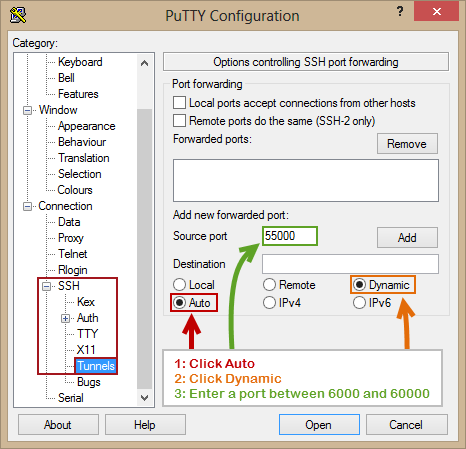 PuTTY Configuration
?
Category:
Keyboard
Bell
Features
Window
Appearance
Behaviour
Translation
Selection
Colours
Connection
Data
Proxy
Telnet
Rlogin
SSH
Kex
Auth
TTY
X11
Tunnels
Bugs
Serial
Options controlling SSH port forwarding
Port forwarding
Local ports accept connections from other hosts
Remote ports do the same (SSH-2 only)
Forwarded ports:
Remove
Add new forwarded port:
Source port 55000 Add
Destination
Local Remote Dynamic
Auto IPv4 IPv6
1: Click Auto
2: Click Dynamic
3: Enter a port between 6000 and 60000
About Help Open Cancel